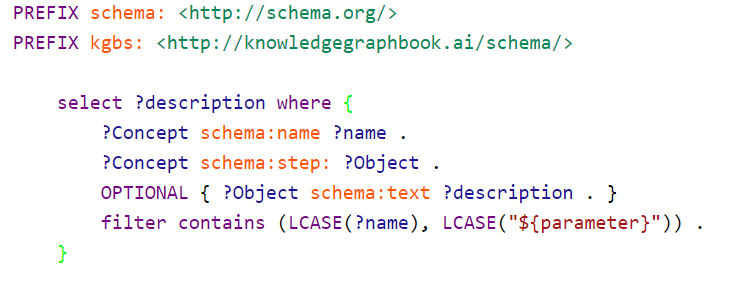 PREFIX schema: <http://schema.org/>
PREFIX kgbs: <http://knowledgegraphbook.ai/schema/>
select ?description where {
?Concept schema:name ?name .
?Concept schema:step: ?Object .
OPTIONAL { ?Object schema:text ?description . }
filter contains (LCASE(?name), LCASE("${parameter}")) .
}